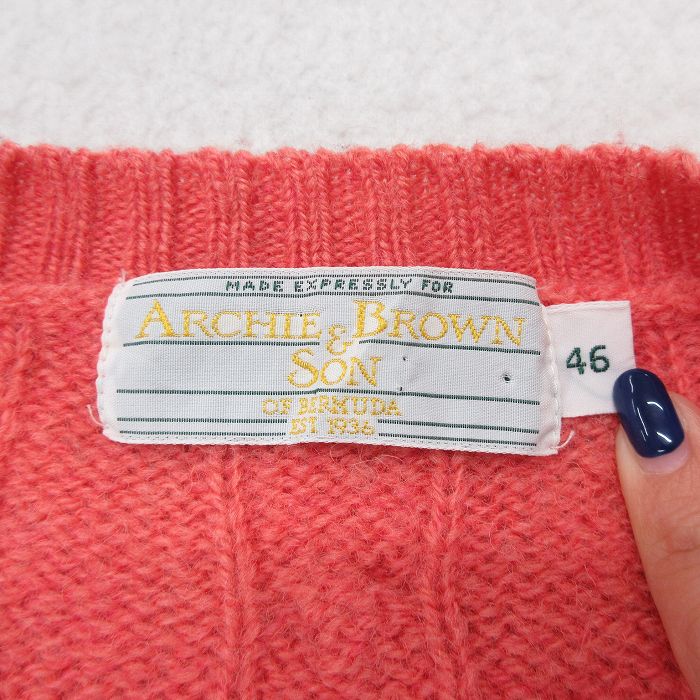 MADE EXPRESSLY FOR
ARCHIE & BROWN
SON
OF BERMUDA
EST 1936
46